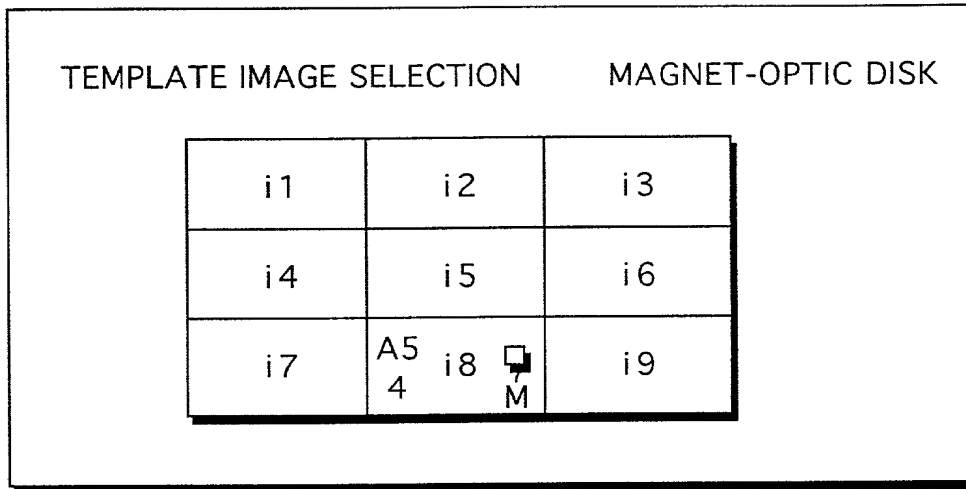 TEMPLATE IMAGE SELECTION MAGNET-OPTIC DISK
i1 i2 i3
i4 i5 i6
i7 A5 4 i8 M i9